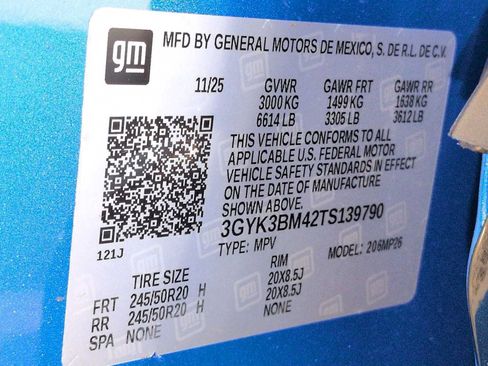 gm MFD BY GENERAL MOTORS DE MEXICO, S. DE R.L. DE C.V.
11/25 GVWR GAWR FRT GAWR RR
3000 KG 1499 KG 1638 KG
6614 LB 3305 LB 3612 LB
THIS VEHICLE CONFORMS TO ALL
APPLICABLE U.S. FEDERAL MOTOR
VEHICLE SAFETY STANDARDS IN EFFECT
ON THE DATE OF MANUFACTURE
SHOWN ABOVE.
3GYK3BM42TS139790
121J TYPE: MPV MODEL: 206MP26
TIRE SIZE RIM
FRT 245/50R20 H 20X8.5J
RR 245/50R20 H 20X8.5J
SPA NONE NONE